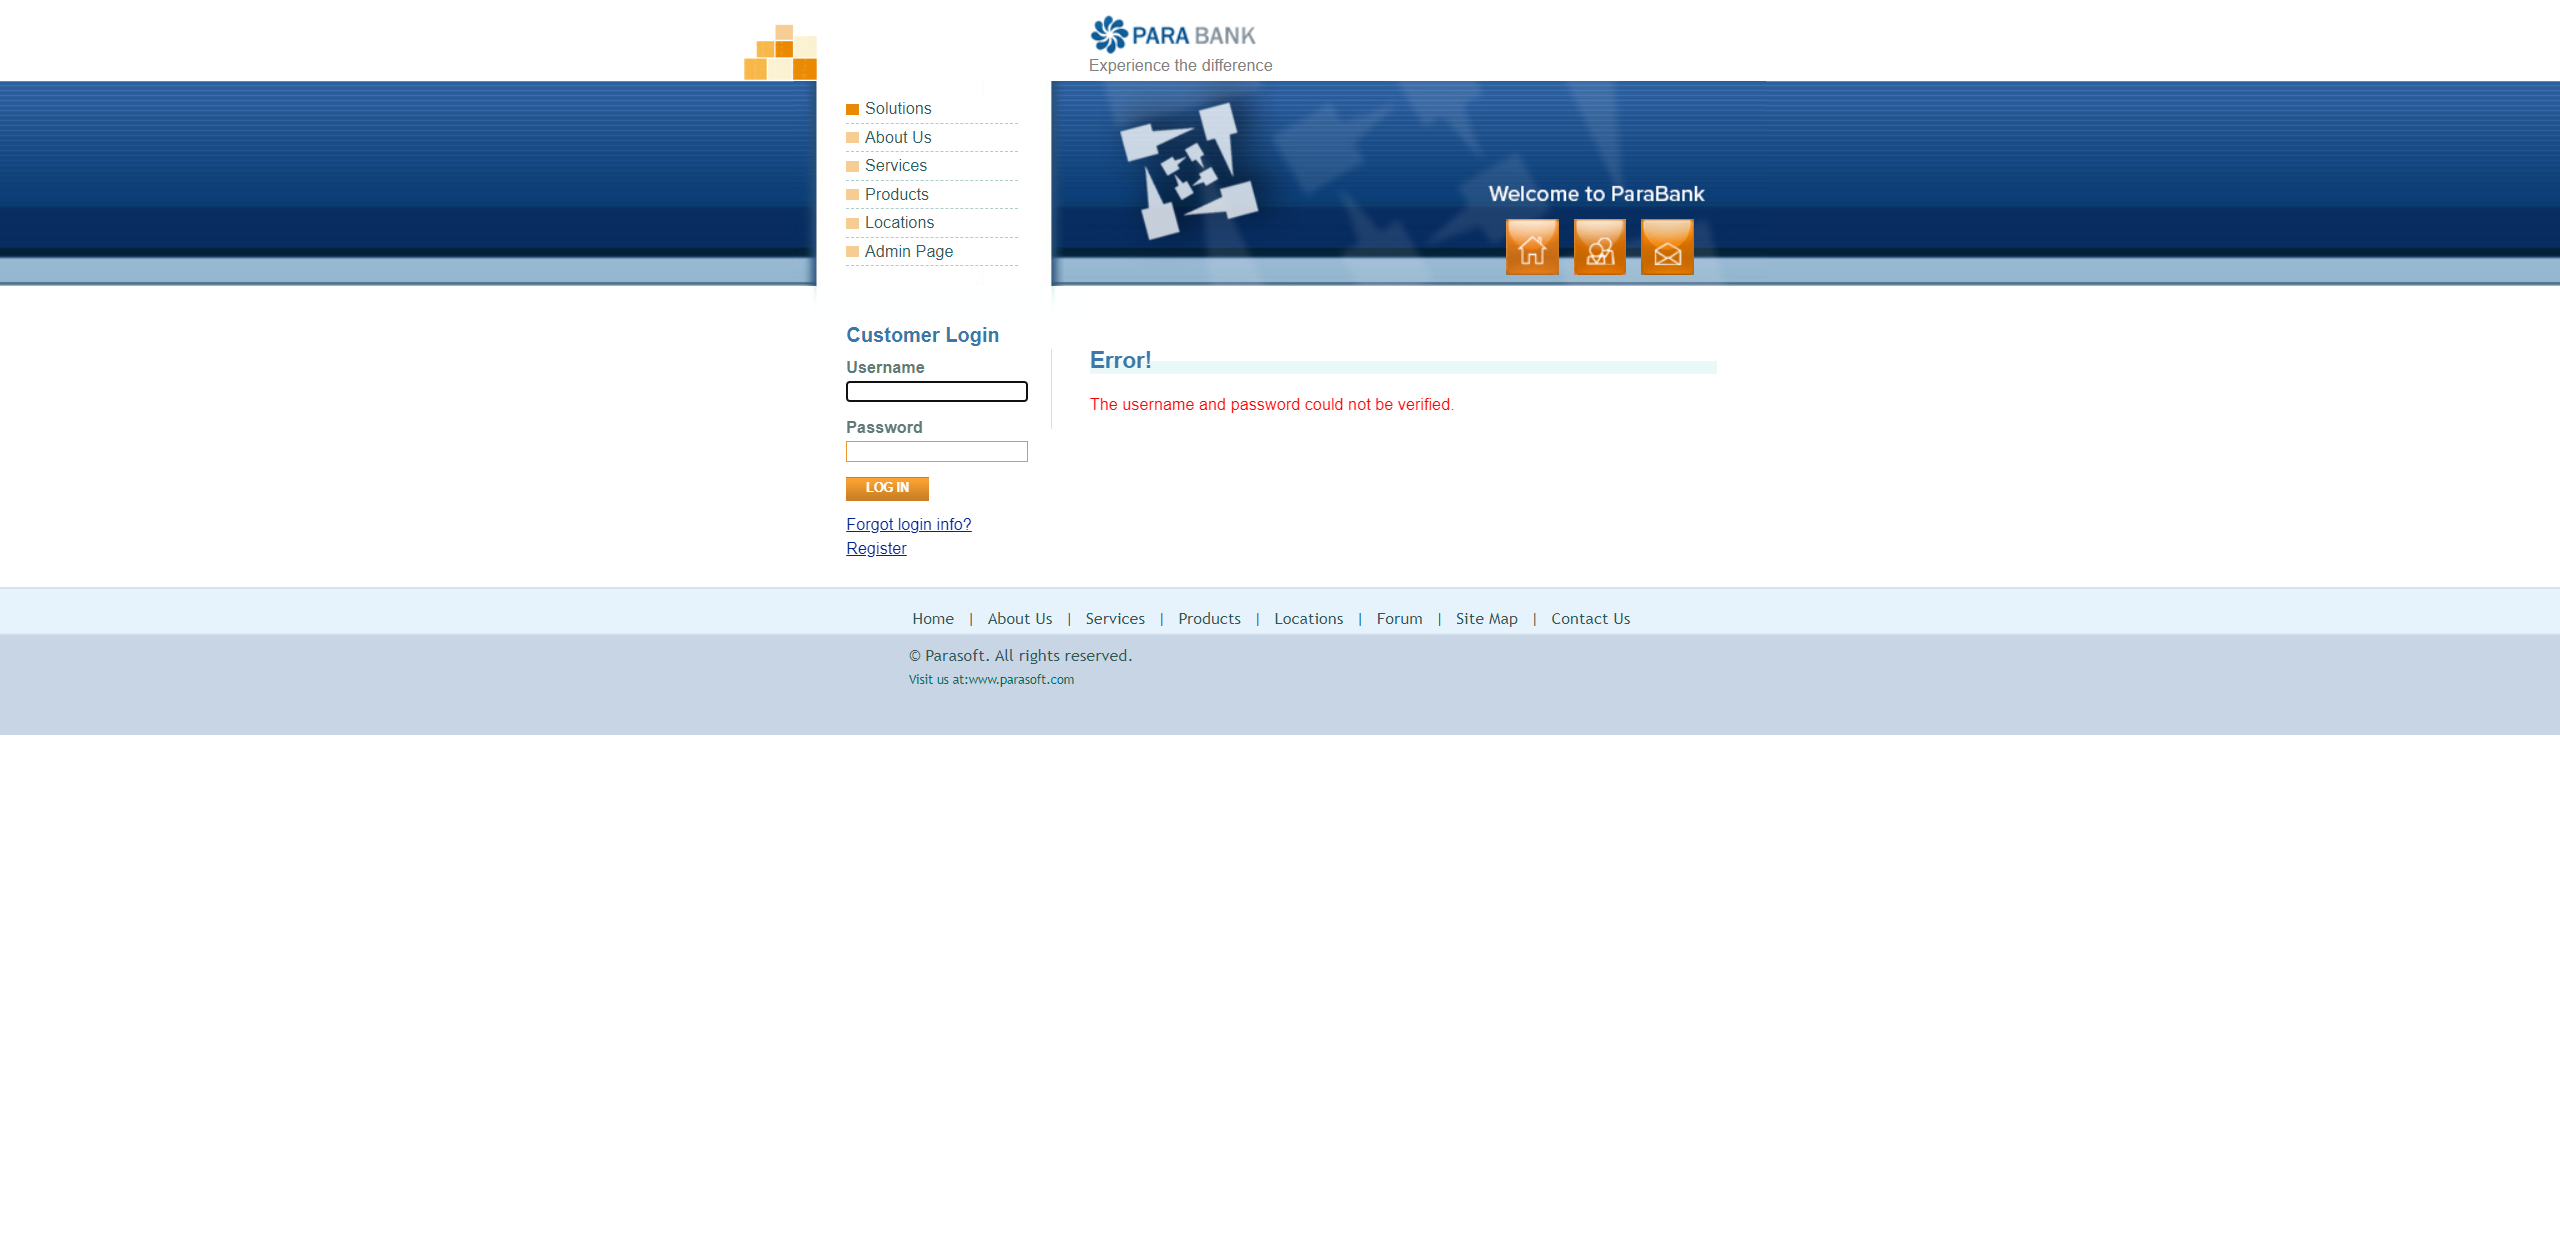 PARA BANK
Experience the difference
Solutions
About Us
Services
Products
Locations
Admin Page
Welcome to ParaBank
Customer Login
Username
Password
LOG IN
Forgot login info?
Register
Error!
The username and password could not be verified.
Home | About Us | Services | Products | Locations | Forum | Site Map | Contact Us
© Parasoft. All rights reserved.
Visit us at:www.parasoft.com